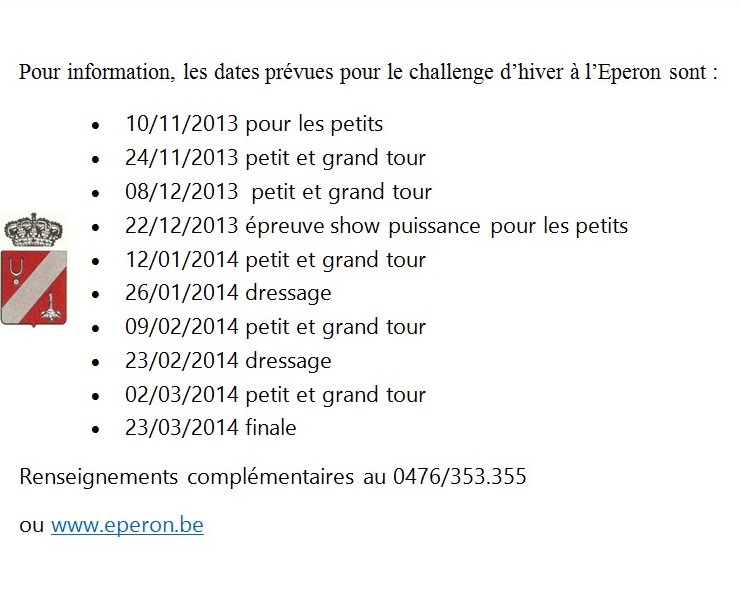 Pour information, les dates prévues pour le challenge d’hiver à l’Eperon sont :
• 10/11/2013 pour les petits
• 24/11/2013 petit et grand tour
• 08/12/2013  petit et grand tour
• 22/12/2013 épreuve show puissance pour les petits
• 12/01/2014 petit et grand tour
• 26/01/2014 dressage
• 09/02/2014 petit et grand tour
• 23/02/2014 dressage
• 02/03/2014 petit et grand tour
• 23/03/2014 finale
Renseignements complémentaires au 0476/353.355
ou www.eperon.be